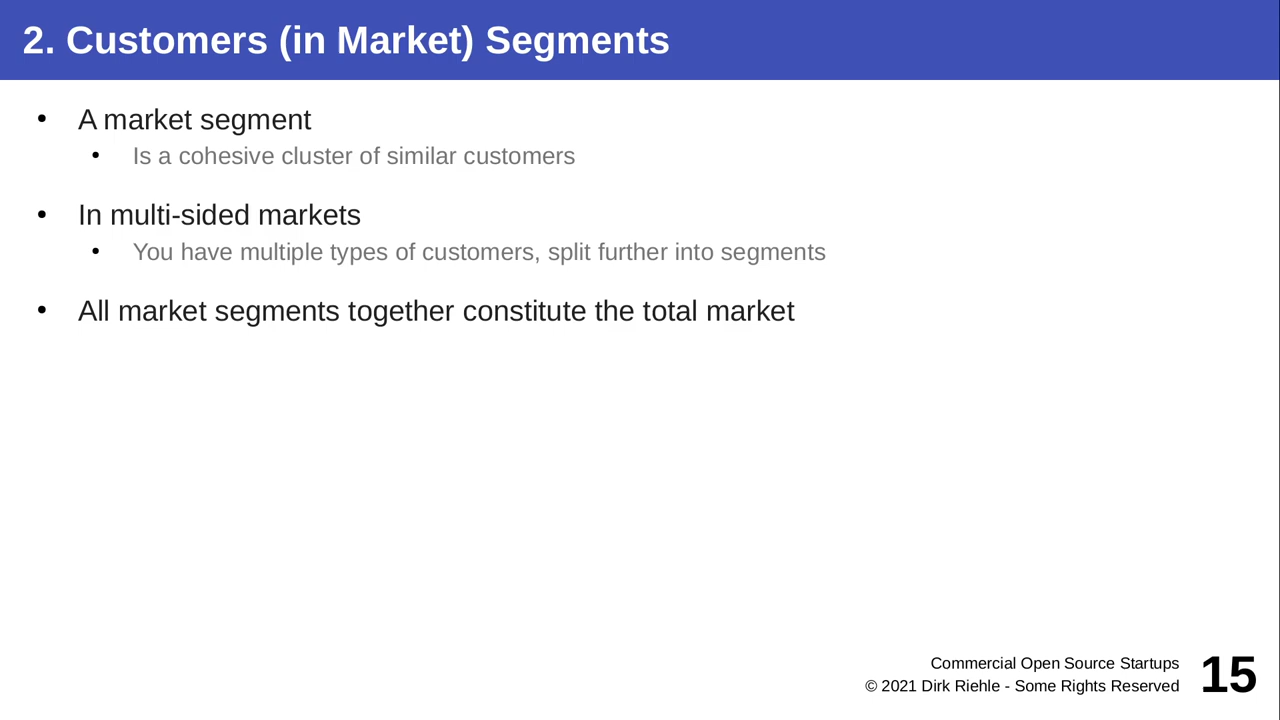 2. Customers (in Market) Segments
• A market segment
• Is a cohesive cluster of similar customers
• In multi-sided markets
• You have multiple types of customers, split further into segments
• All market segments together constitute the total market
Commercial Open Source Startups
© 2021 Dirk Riehle - Some Rights Reserved
15